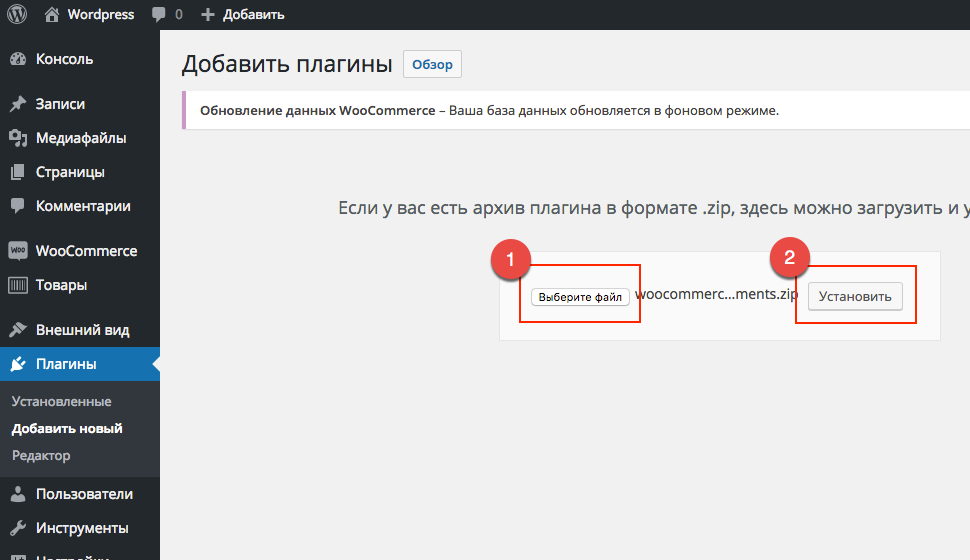 Wordpress 0 Добавить
Консоль
Записи
Медиафайлы
Страницы
Комментарии
WooCommerce
Товары
Внешний вид
Плагины
Установленные
Добавить новый
Редактор
Пользователи
Инструменты
Добавить плагины Обзор
Обновление данных WooCommerce – Ваша база данных обновляется в фоновом режиме.
Если у вас есть архив плагина в формате .zip, здесь можно загрузить и у
1 2
Выберите файл woocommerc...ments.zip Установить